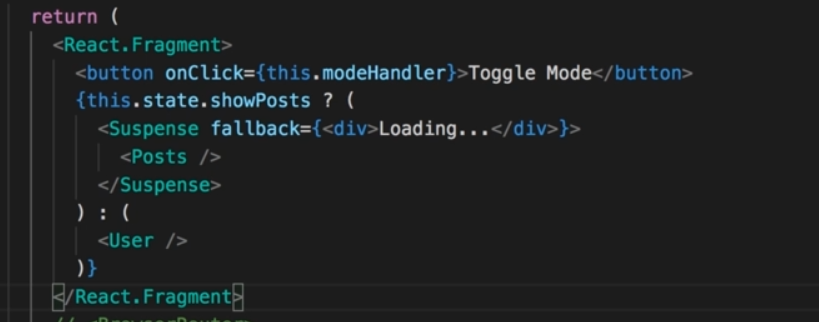 return (
<React.Fragment>
<button onClick={this.modeHandler}>Toggle Mode</button>
{this.state.showPosts ? (
<Suspense fallback={<div>Loading...</div>}>
<Posts />
</Suspense>
) : (
<User />
)}
</React.Fragment>
// <BrowserRouter>